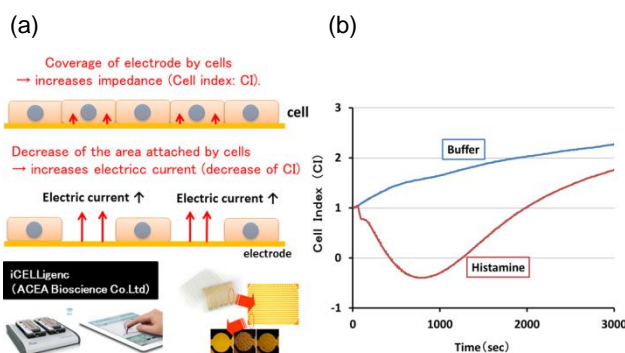 (a)
Coverage of electrode by cells
→ increases impedance (Cell index: CI).
cell
Decrease of the area attached by cells
→ increases electricc current (decrease of CI)
Electric current ↑
Electric current ↑
electrode
iCELLigenc
(ACEA Bioscience Co.Ltd)
(b)
3
2
1
0
-1
Cell Index (CI)
Buffer
Histamine
0
1000
2000
3000
Time(sec)